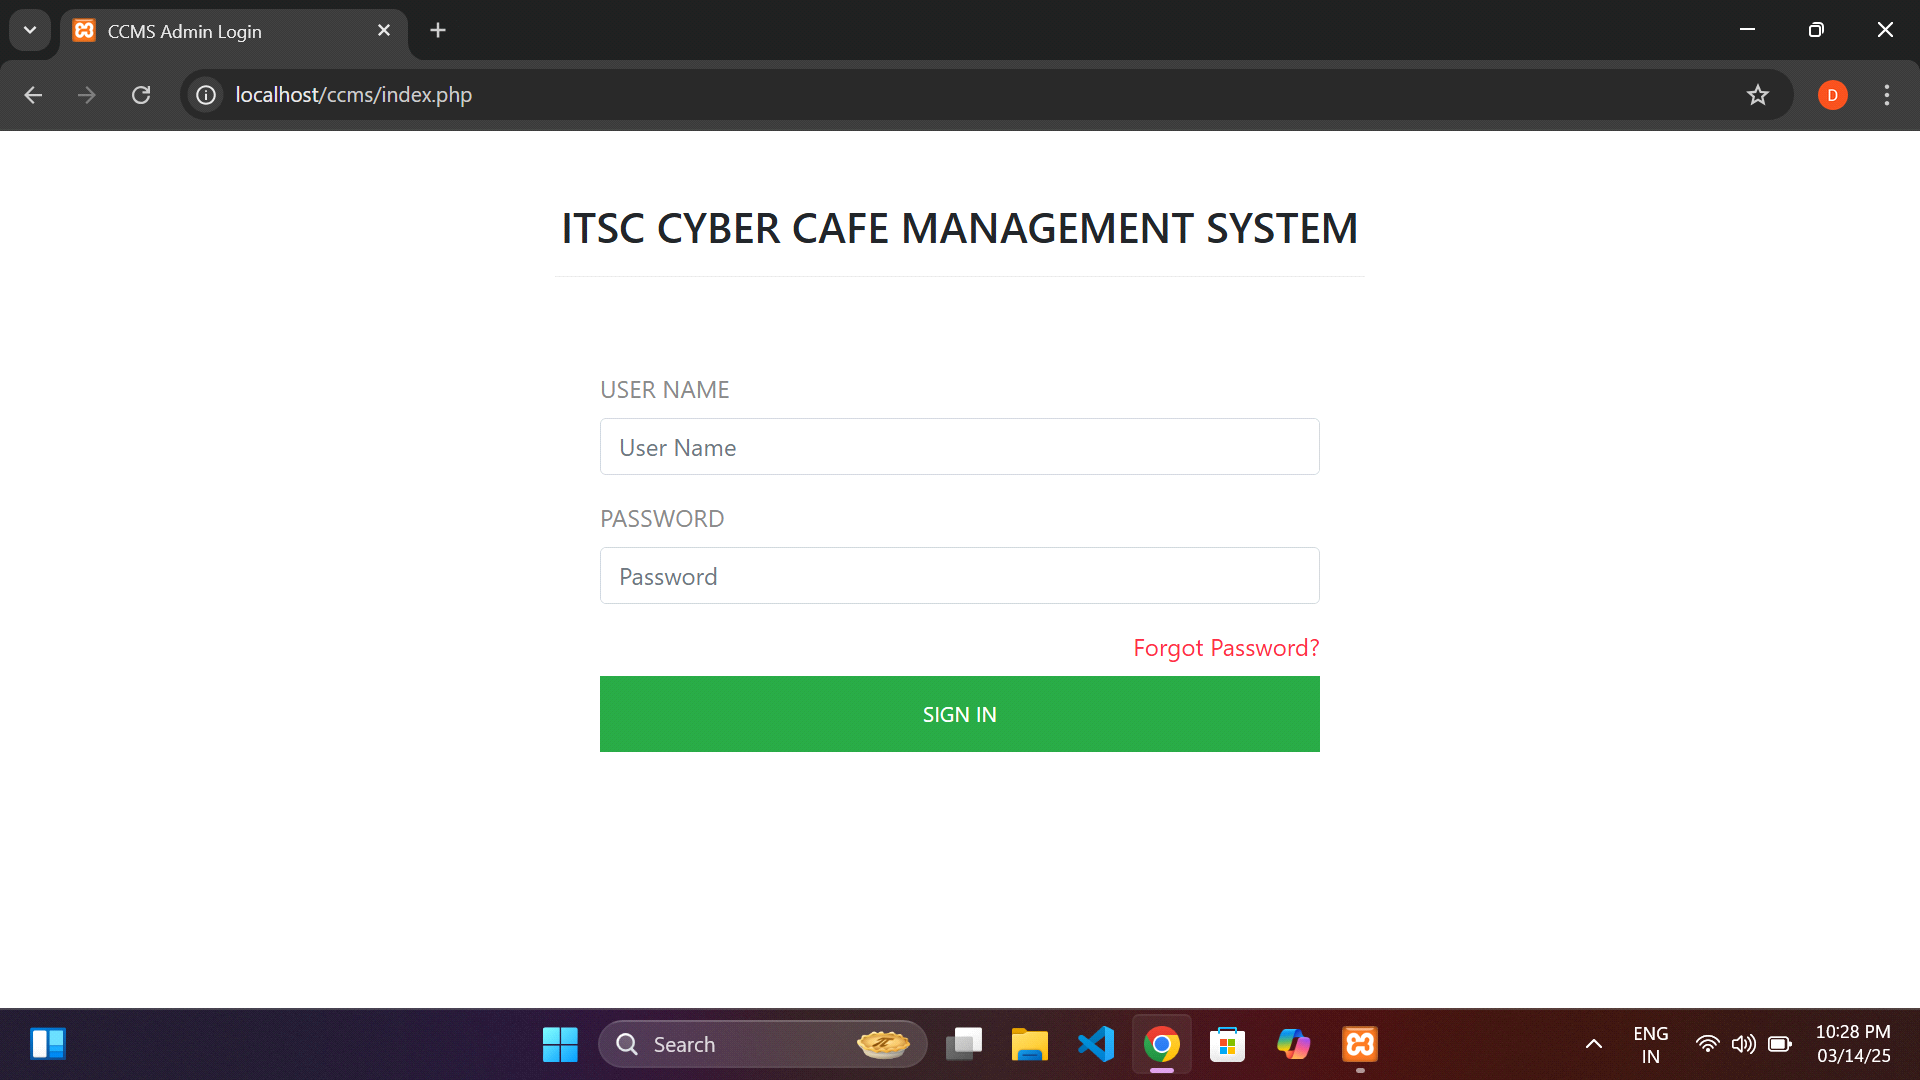 CCMS Admin Login
localhost/ccms/index.php
D
ITSC CYBER CAFE MANAGEMENT SYSTEM
USER NAME
User Name
PASSWORD
Password
Forgot Password?
SIGN IN
Search
π
ENG
IN
10:28 PM
03/14/25